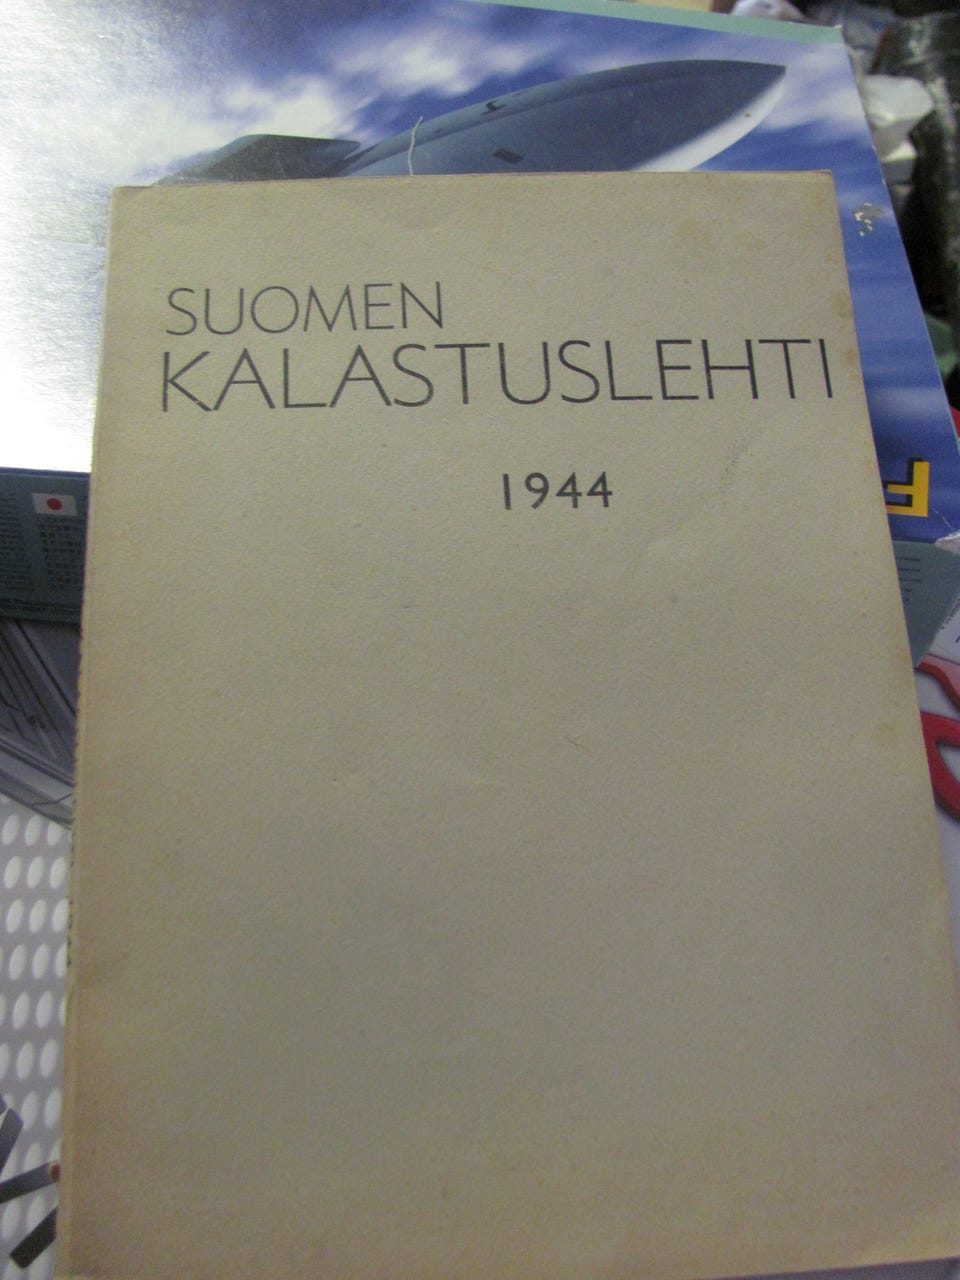 SUOMEN
KALASTUSLEHTI
1944
F